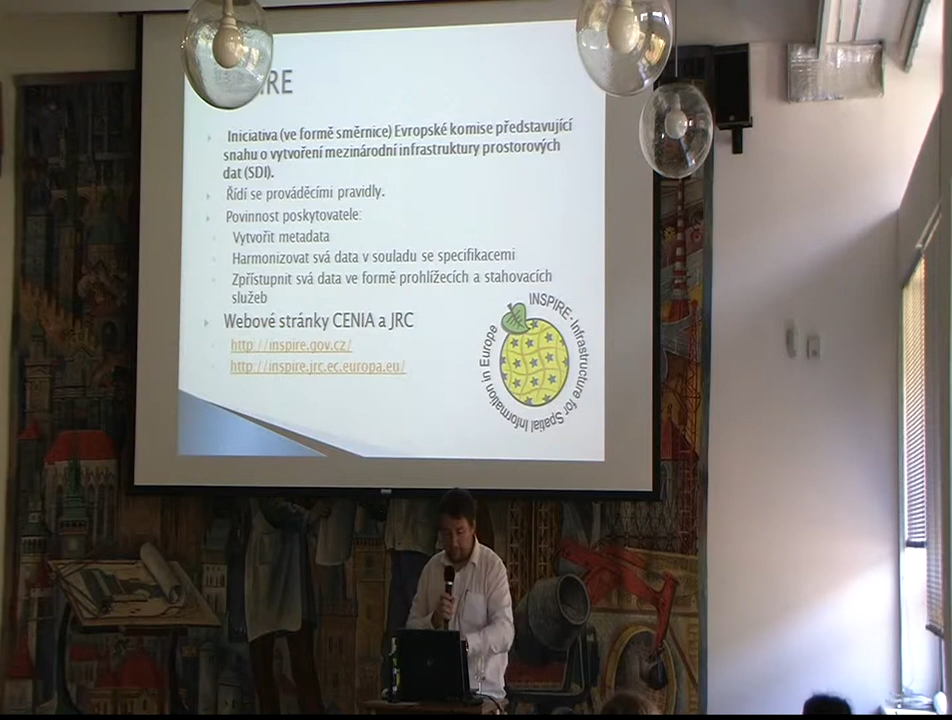 RE
Iniciativa (ve formě směrnice) Evropské komise představující
snahu o vytvoření mezinárodní infrastruktury prostorových
dat (SDI).
Řídí se prováděcími pravidly.
Povinnost poskytovatele:
Vytvořit metadata
Harmonizovat svá data v souladu se specifikacemi
Zpřístupnit svá data ve formě prohlížecích a stahovacích
služeb
Webové stránky CENIA a JRC
http://inspire.gov.cz/
http://inspire.jrc.ec.europa.eu/
INSPIRE - Infrastructure for Spatial Information in Europe